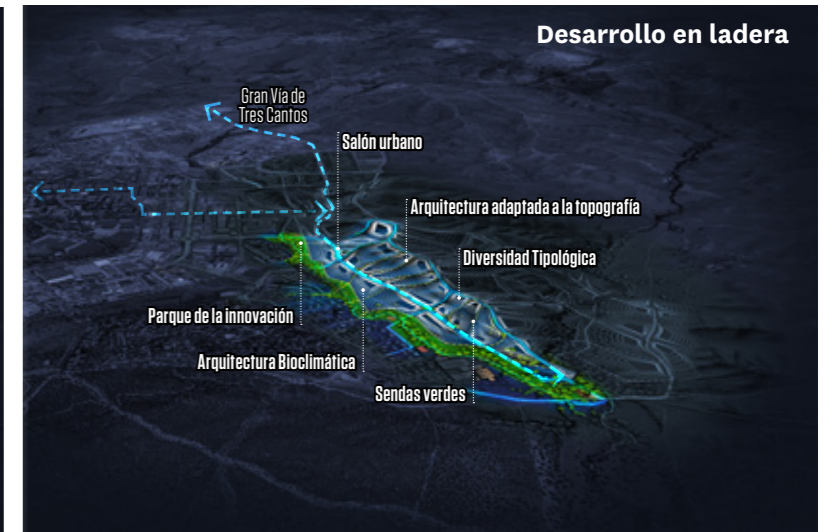 Desarrollo en ladera
Gran Vía de
Tres Cantos
Salón urbano
Arquitectura adaptada a la topografía
Diversidad Tipológica
Parque de la innovación
Arquitectura Bioclimática
Sendas verdes